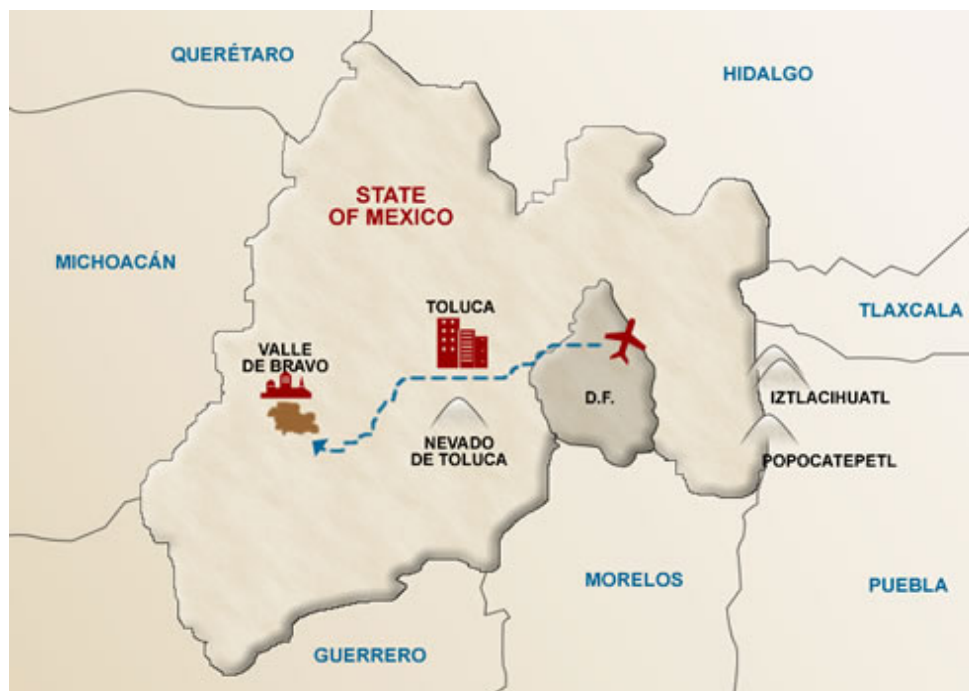 QUERÉTARO
HIDALGO
STATE
OF MEXICO
MICHOACÁN
TOLUCA
TLAXCALA
VALLE
DE BRAVO
D.F.
IZTLACIHUATL
NEVADO
DE TOLUCA
POPOCATEPETL
MORELOS
PUEBLA
GUERRERO